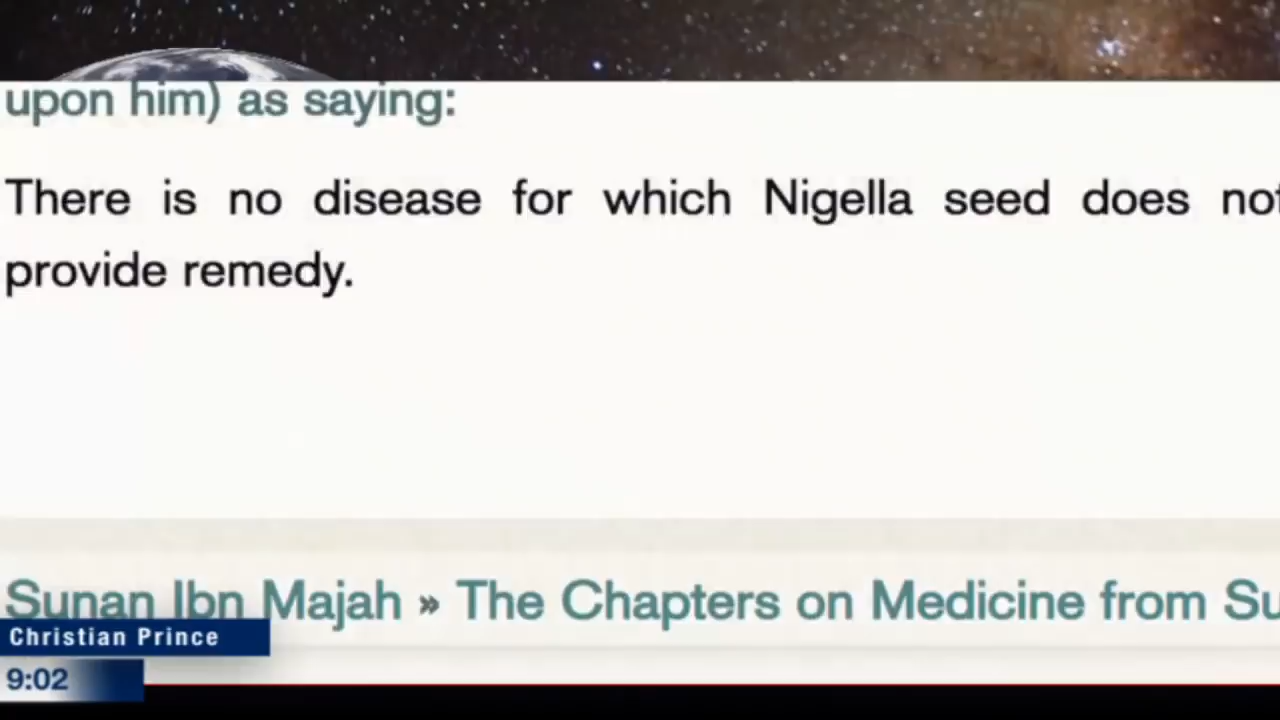 upon him) as saying:
There is no disease for which Nigella seed does not
provide remedy.
Sunan Ibn Majah » The Chapters on Medicine from Su
Christian Prince
9:02